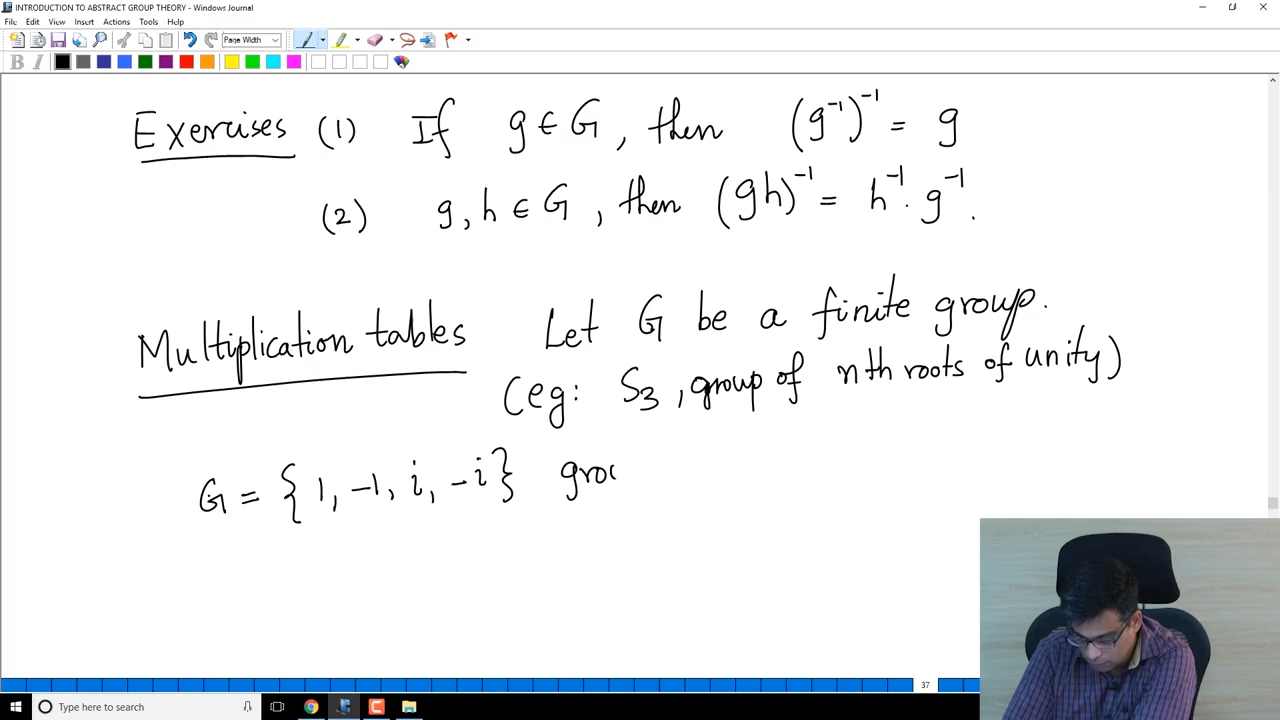 INTRODUCTION TO ABSTRACT GROUP THEORY - Windows Journal
File Edit View Insert Actions Tools Help
Page Width
B I
Exercises (1) If g ∈ G, then (g⁻¹)⁻¹ = g
(2) g, h ∈ G, then (gh)⁻¹ = h⁻¹. g⁻¹.
Multiplication tables Let G be a finite group.
(eg: S₃, group of nth roots of unity)
G = {1, -1, i, -i} gro
37
Type here to search